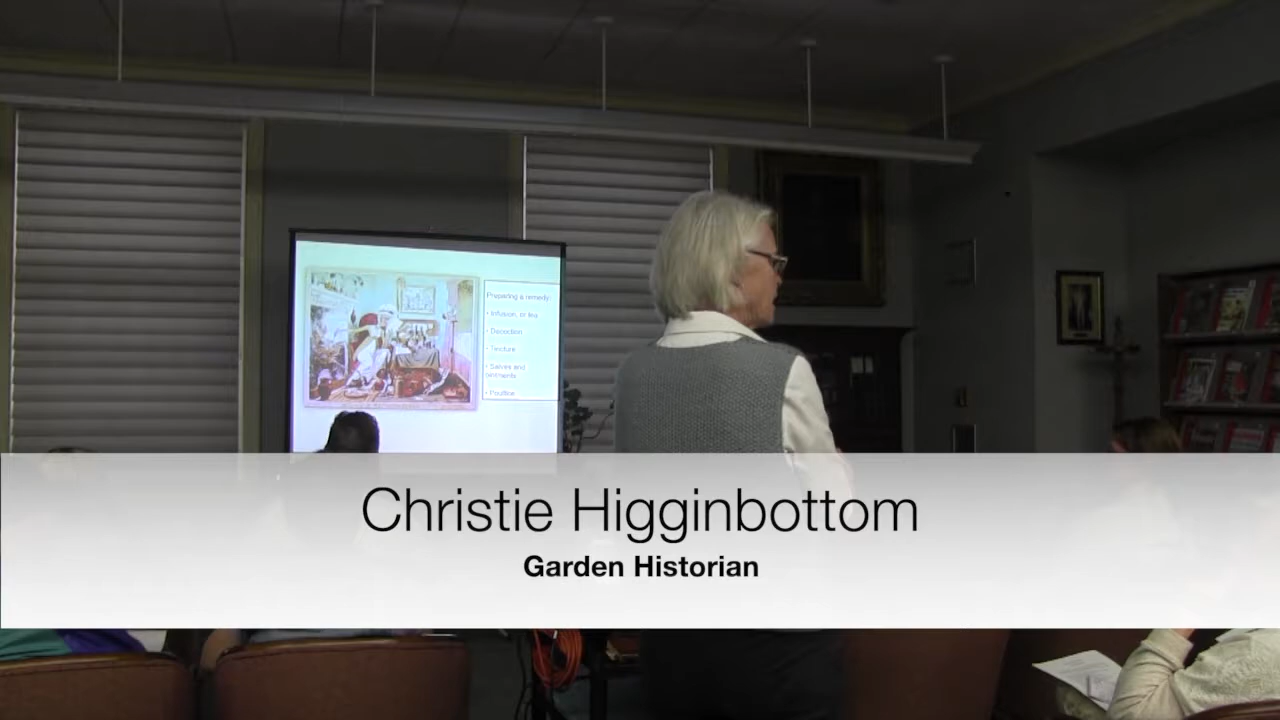 Preparing a remedy:
• Infusion, or tea
• Decoction
• Tincture
• Salves and
ointments
• Poultice
Christie Higginbottom
Garden Historian